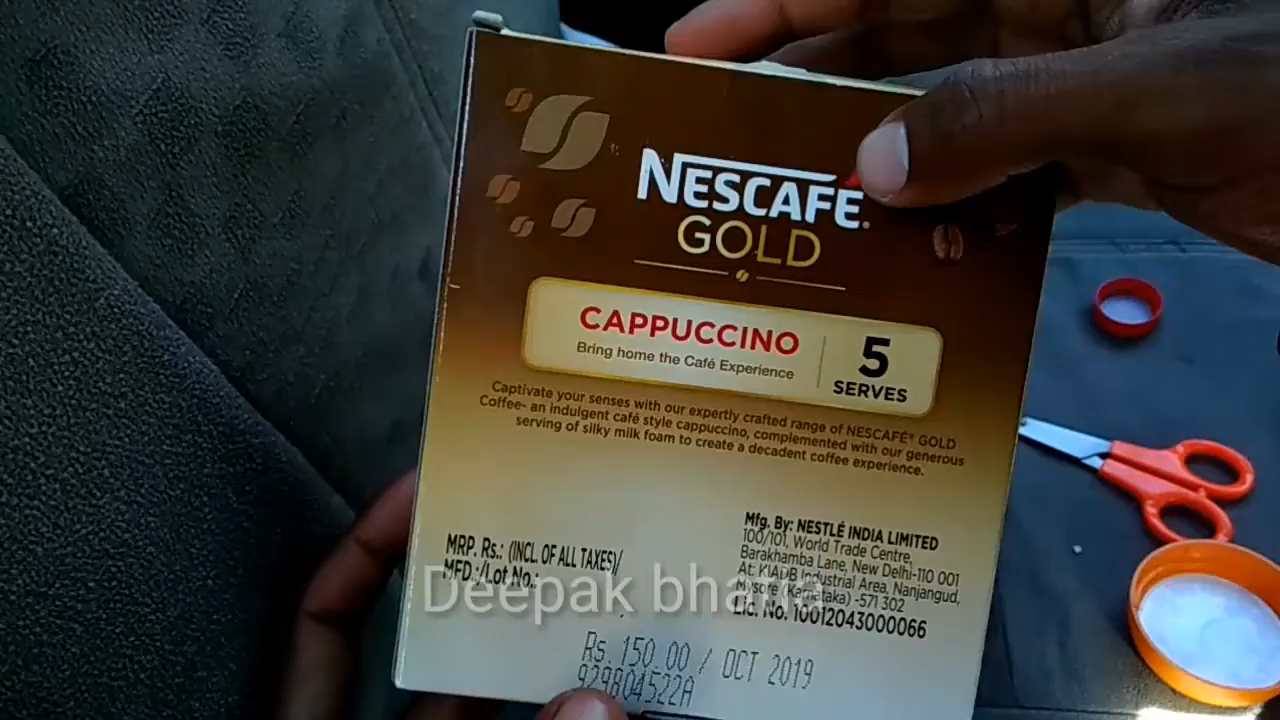 NESCAFÉ®
GOLD
CAPPUCCINO
Bring home the Café Experience
5
SERVES
Captivate your senses with our expertly crafted range of NESCAFÉ® GOLD
Coffee- an indulgent café style cappuccino, complemented with our generous
serving of silky milk foam to create a decadent coffee experience.
MRP. Rs.: (INCL. OF ALL TAXES)/
MFD.:/Lot No.:
Mfg. By: NESTLÉ INDIA LIMITED
100/101, World Trade Centre,
Barakhamba Lane, New Delhi-110 001
At: KIADB Industrial Area, Nanjangud,
Mysore (Karnataka) -571 302
Lic. No. 10012043000066
Deepak
Rs. 150.00 / OCT 2019
929804522A